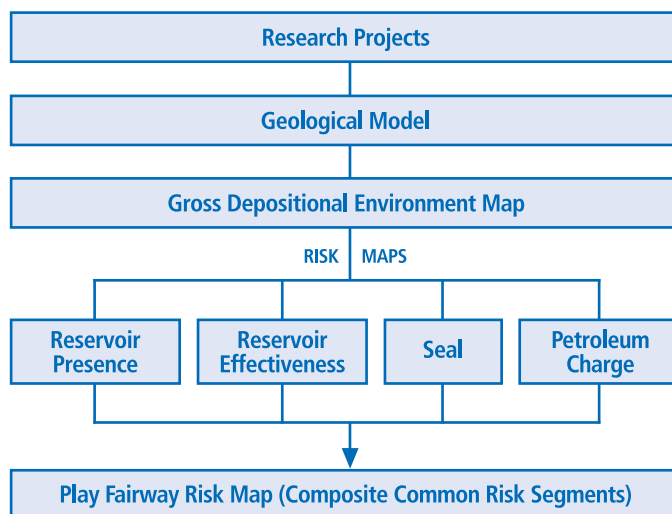 Research Projects
Geological Model
Gross Depositional Environment Map
RISK MAPS
Reservoir
Presence
Reservoir
Effectiveness
Seal
Petroleum
Charge
Play Fairway Risk Map (Composite Common Risk Segments)